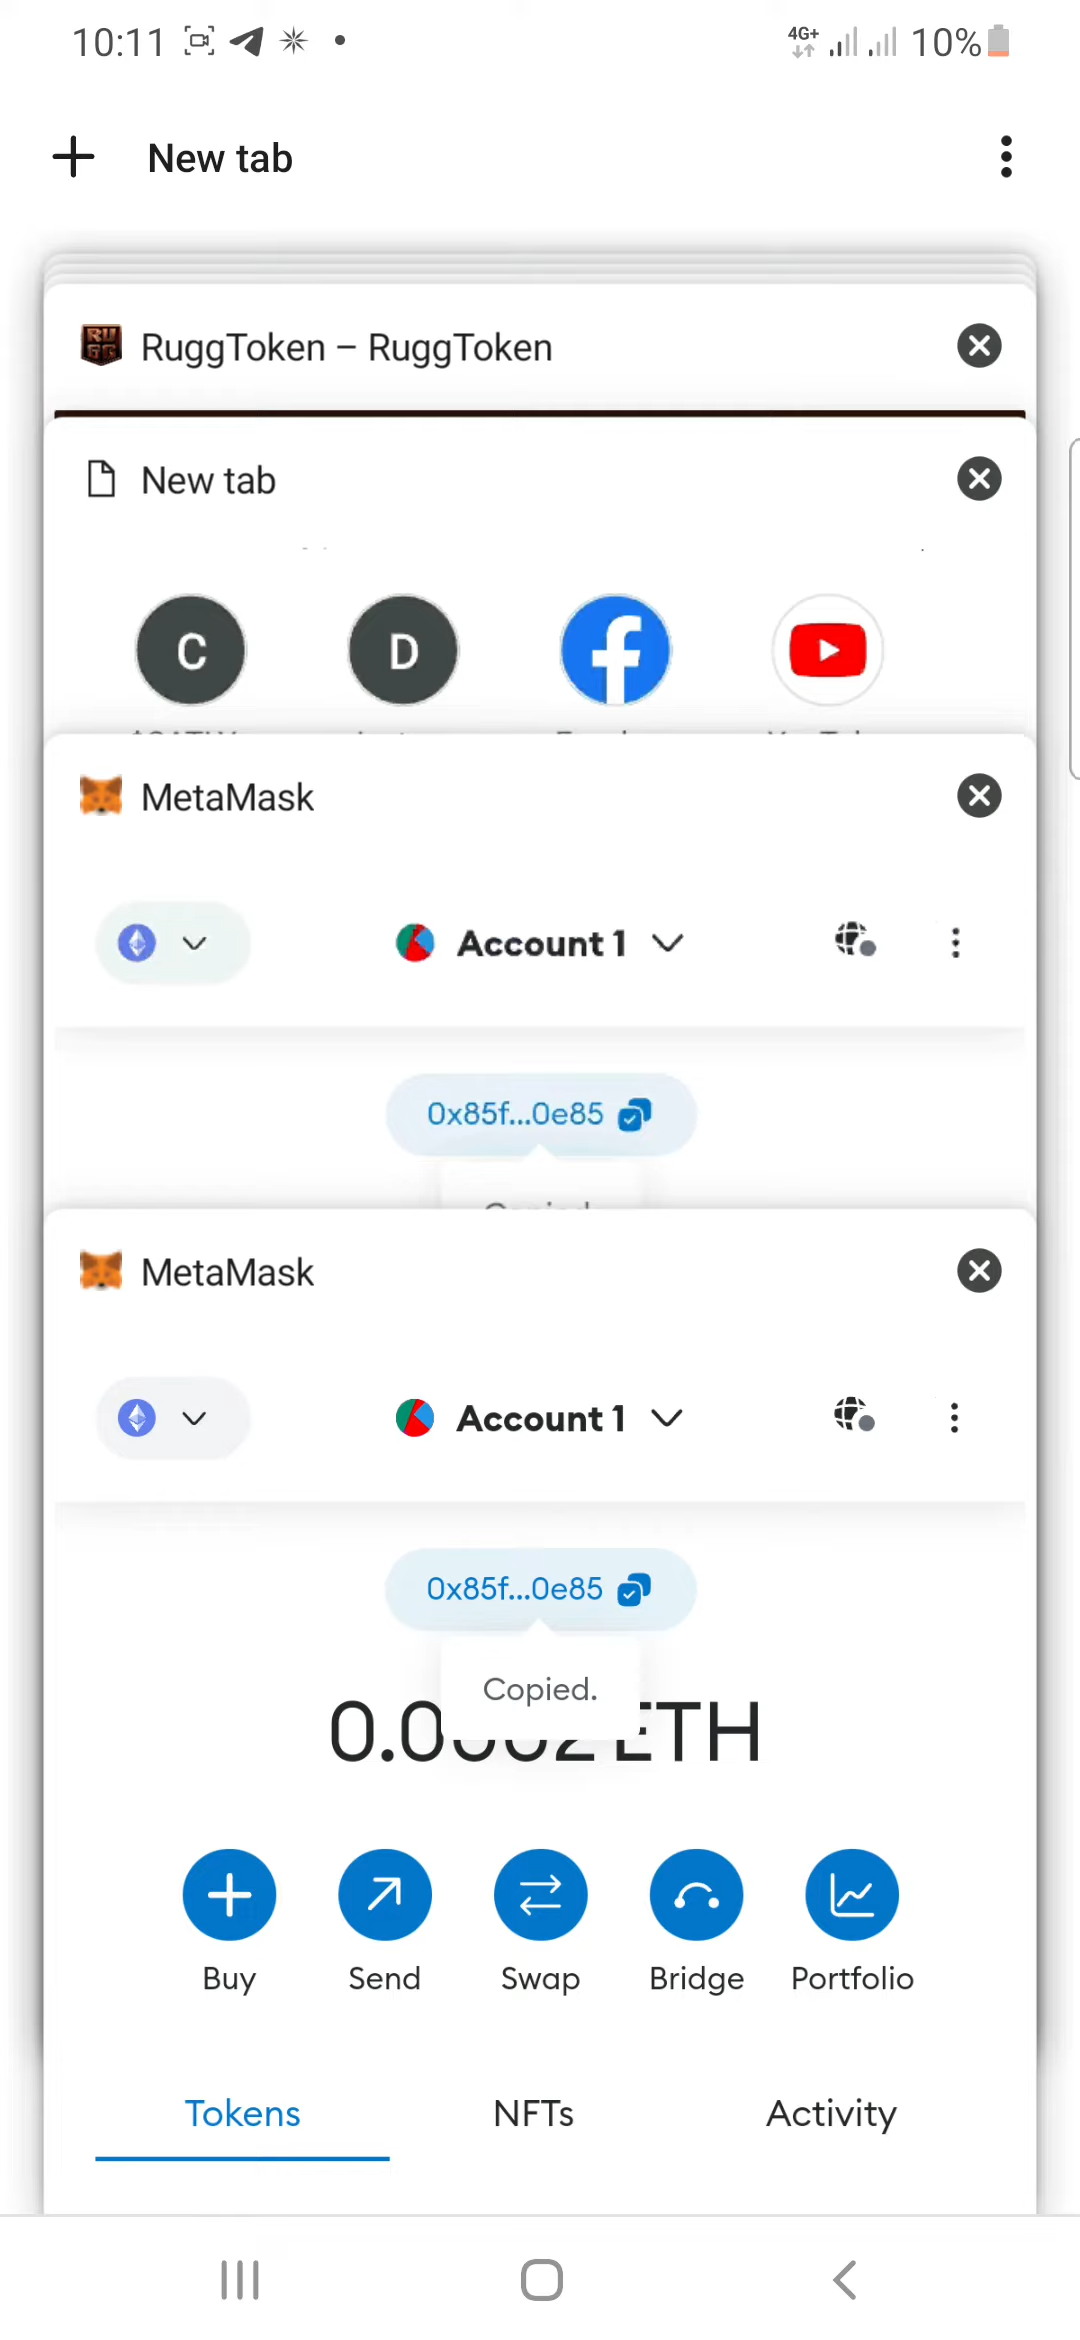 10:11 4G+ 10%
New tab
RuggToken – RuggToken
New tab
C D
MetaMask
Account 1
0x85f...0e85
MetaMask
Account 1
0x85f...0e85
Copied.
ETH
Buy Send Swap Bridge Portfolio
Tokens NFTs Activity